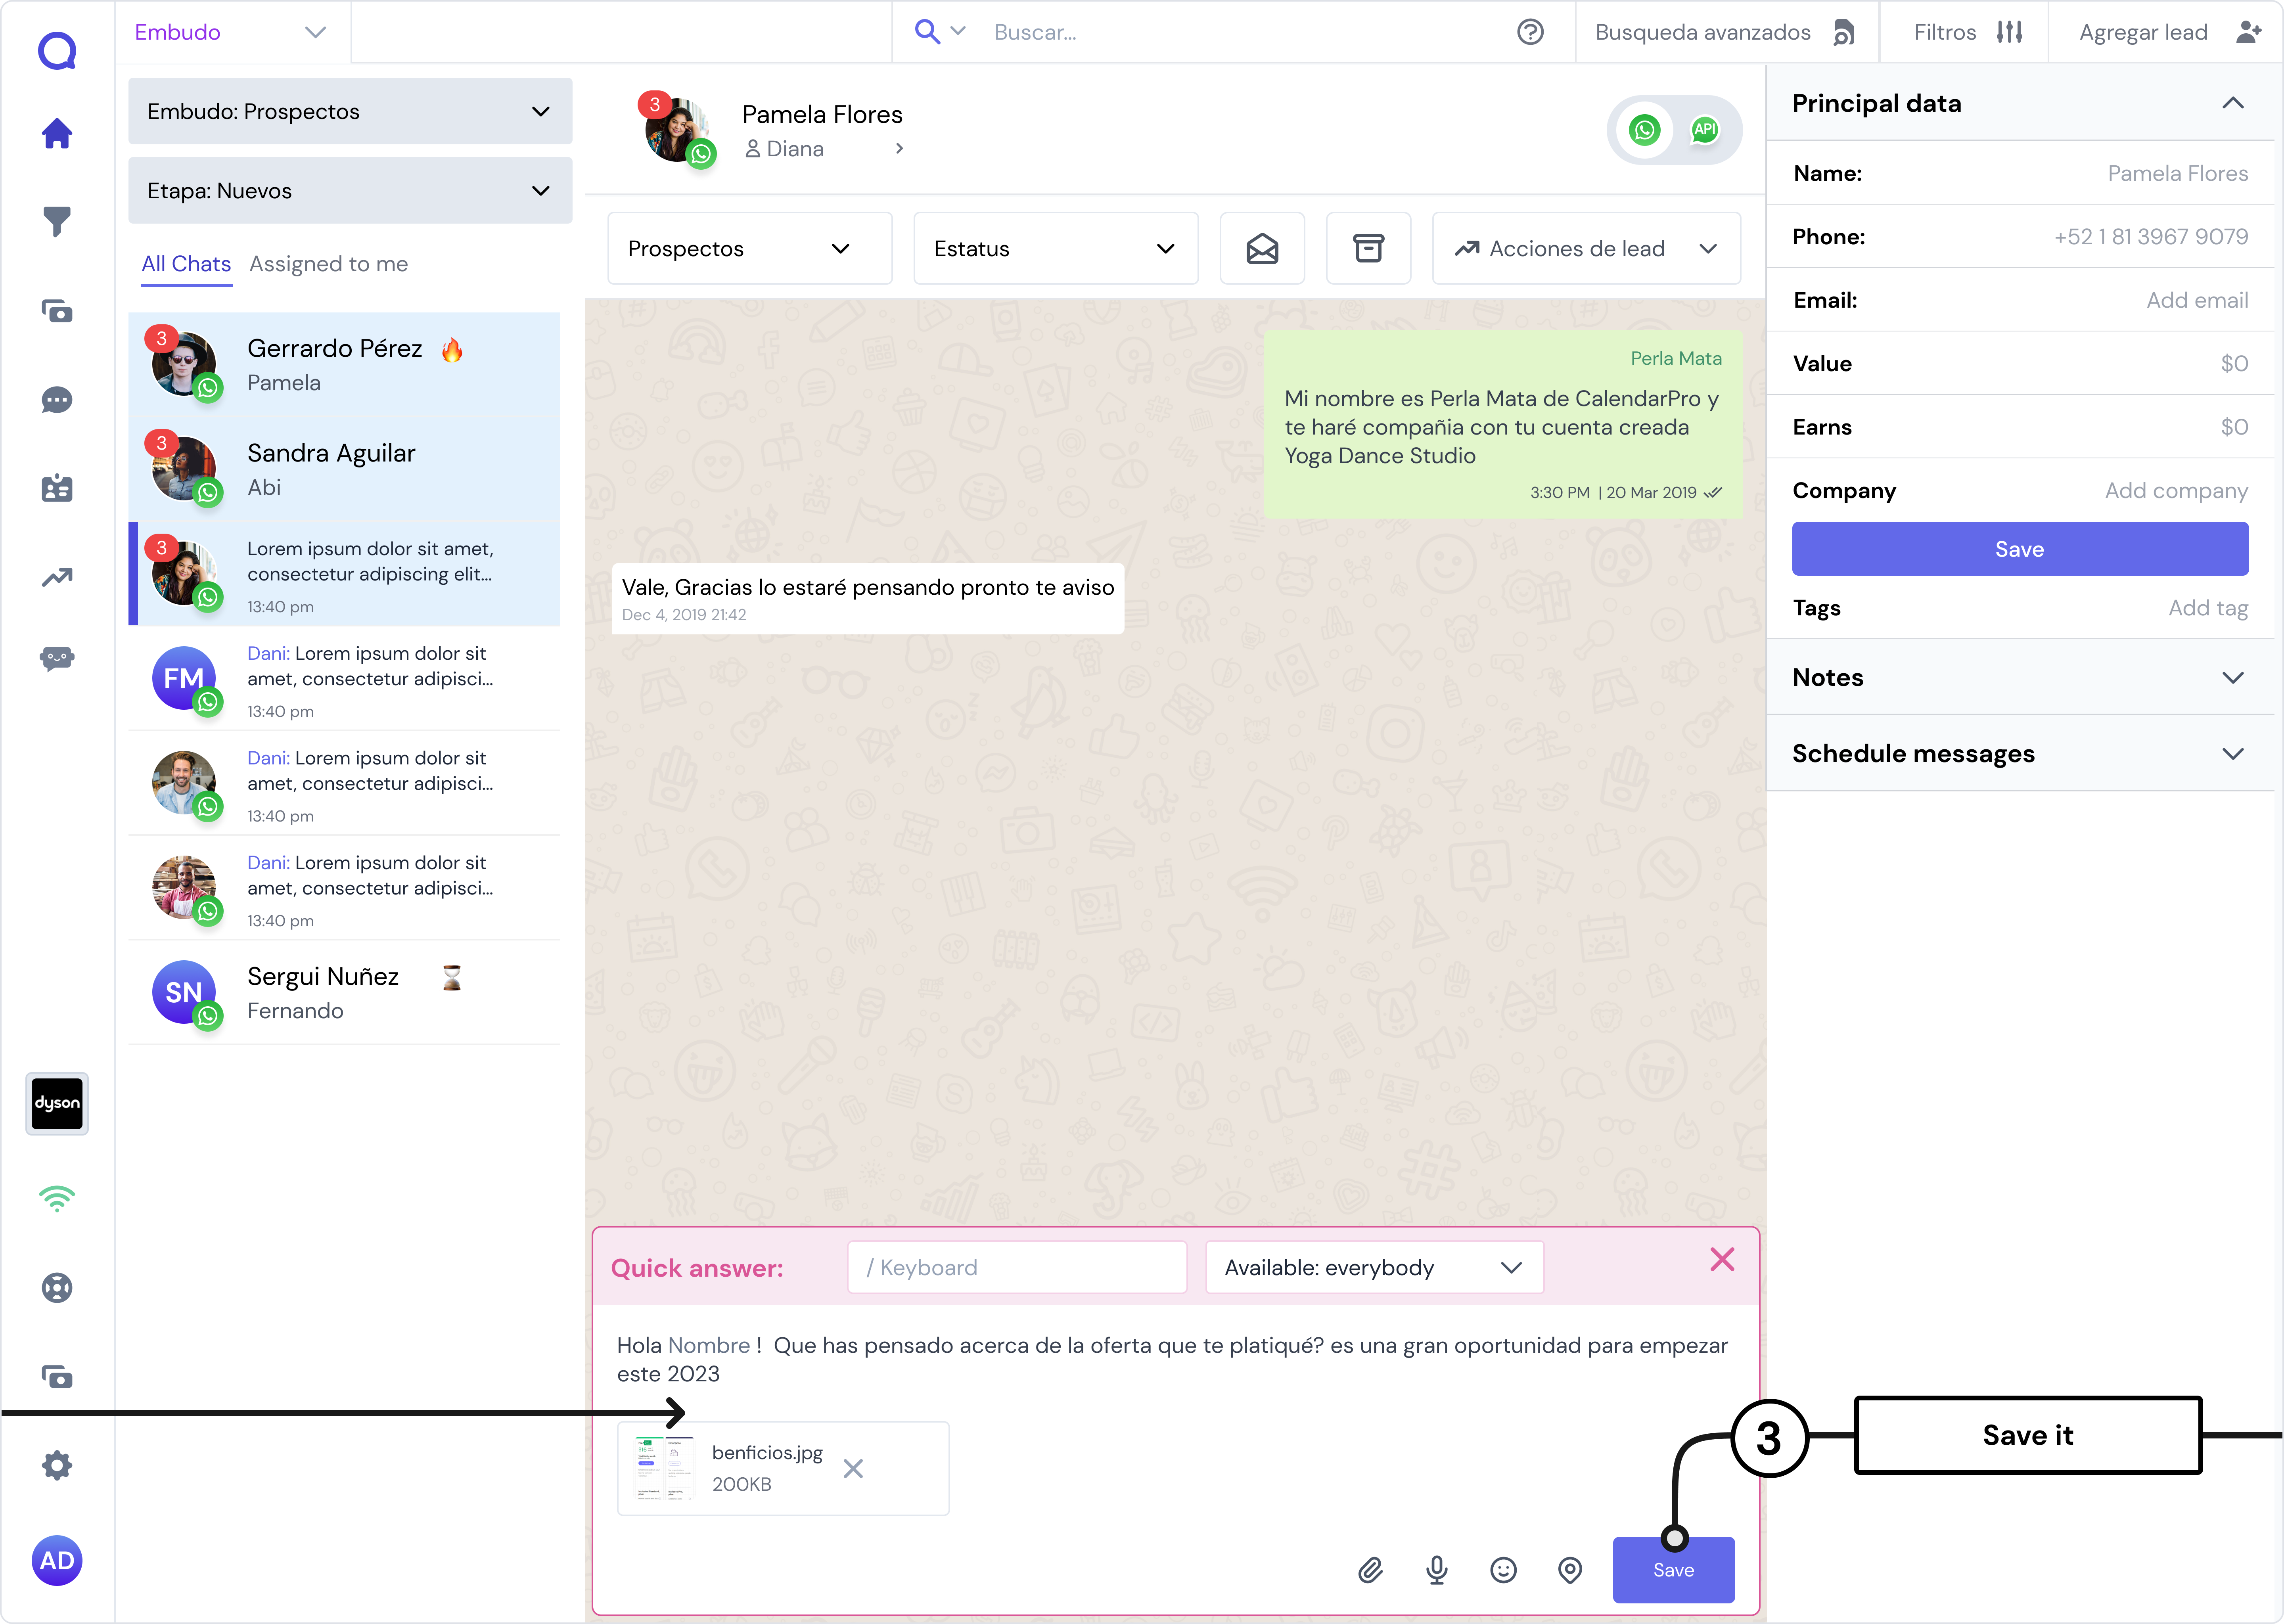 Embudo
Buscar...
Busqueda avanzados
Filtros
Agregar lead
Embudo: Prospectos
Etapa: Nuevos
All Chats
Assigned to me
3
Gerrardo Pérez
Pamela
3
Sandra Aguilar
Abi
3
Lorem ipsum dolor sit amet,
consectetur adipiscing elit...
13:40 pm
FM
Dani: Lorem ipsum dolor sit
amet, consectetur adipisci...
13:40 pm
Dani: Lorem ipsum dolor sit
amet, consectetur adipisci...
13:40 pm
Dani: Lorem ipsum dolor sit
amet, consectetur adipisci...
13:40 pm
SN
Sergui Nuñez
Fernando
dyson
AD
3
Pamela Flores
Diana
API
Prospectos
Estatus
Acciones de lead
Perla Mata
Mi nombre es Perla Mata de CalendarPro y
te haré compañia con tu cuenta creada
Yoga Dance Studio
3:30 PM | 20 Mar 2019
Vale, Gracias lo estaré pensando pronto te aviso
Dec 4, 2019 21:42
Quick answer:
/ Keyboard
Available: everybody
Hola Nombre ! Que has pensado acerca de la oferta que te platiqué? es una gran oportunidad para empezar
este 2023
benficios.jpg
200KB
Save
3
Save it
Principal data
Name:
Pamela Flores
Phone:
+52 1 81 3967 9079
Email:
Add email
Value
$0
Earns
$0
Company
Add company
Save
Tags
Add tag
Notes
Schedule messages